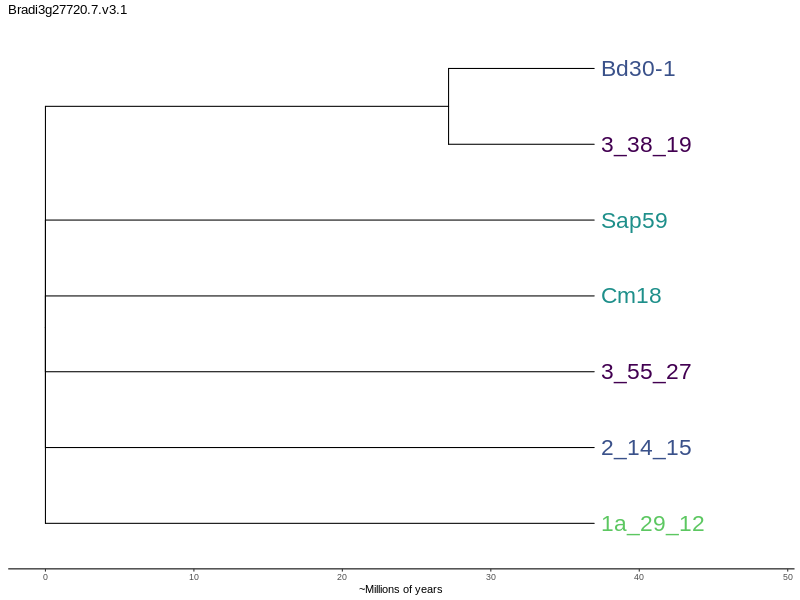 Bradi3g27720.7.v3.1
Bd30-1
3_38_19
Sap59
Cm18
3_55_27
2_14_15
1a_29_12
0 10 20 30 40 50
~Millions of years